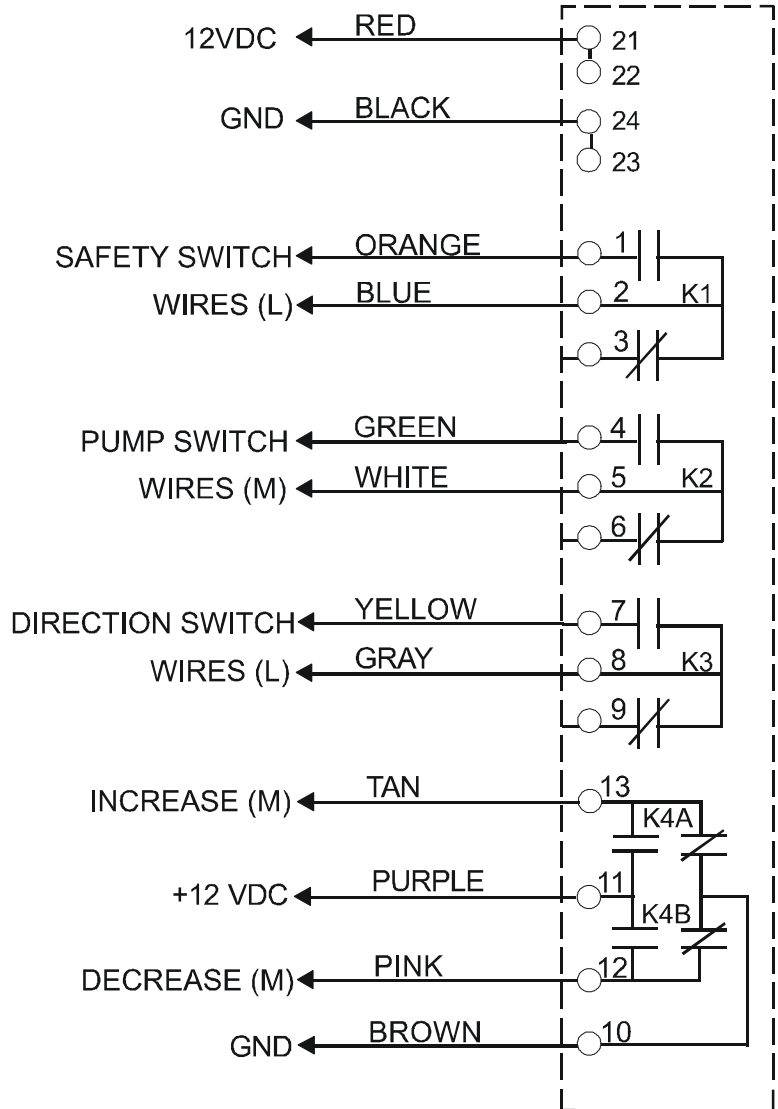 12VDC RED 21
22
GND BLACK 24
23
SAFETY SWITCH ORANGE 1
WIRES (L) BLUE 2 K1
3
PUMP SWITCH GREEN 4
WIRES (M) WHITE 5 K2
6
DIRECTION SWITCH YELLOW 7
WIRES (L) GRAY 8 K3
9
INCREASE (M) TAN 13
K4A
+12 VDC PURPLE 11
K4B
DECREASE (M) PINK 12
GND BROWN 10